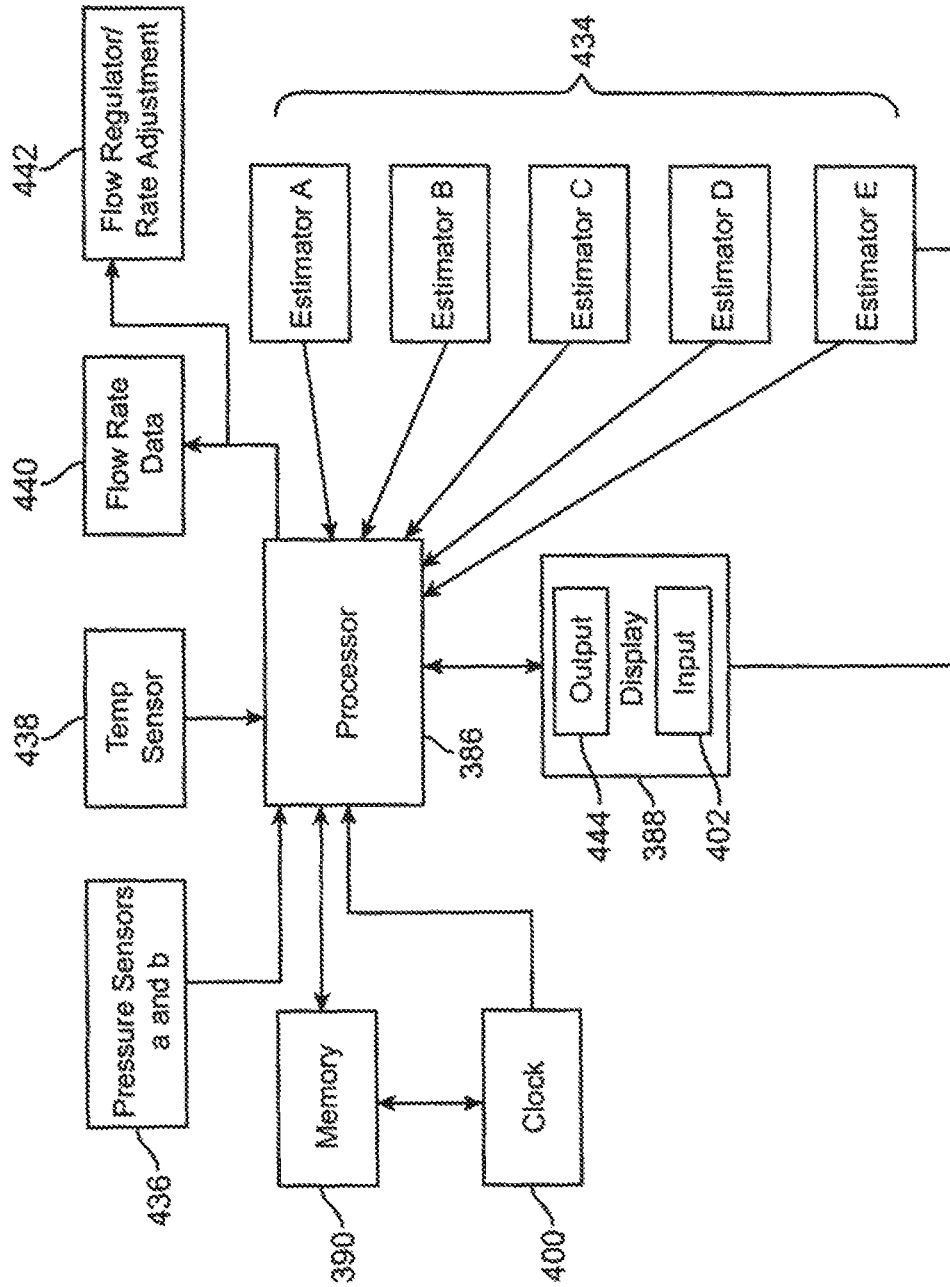 442
Flow Regulator/
Rate Adjustment
440
Flow Rate
Data
438
Temp
Sensor
436
Pressure Sensors
a and b
434
Estimator A
Estimator B
Estimator C
Estimator D
Estimator E
Processor
386
Memory
390
Clock
400
Output
Display
Input
444
388
402